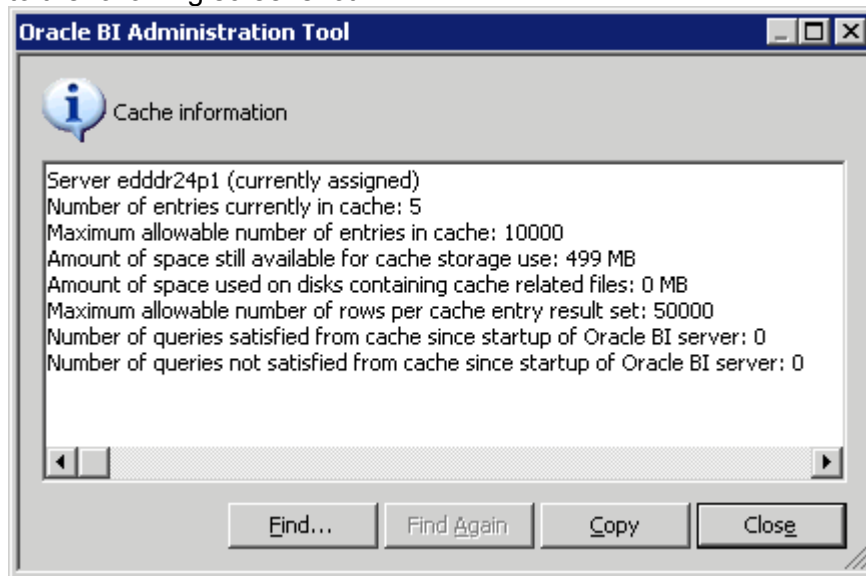 Oracle BI Administration Tool
Cache information
Server edddr24p1 (currently assigned)
Number of entries currently in cache: 5
Maximum allowable number of entries in cache: 10000
Amount of space still available for cache storage use: 499 MB
Amount of space used on disks containing cache related files: 0 MB
Maximum allowable number of rows per cache entry result set: 50000
Number of queries satisfied from cache since startup of Oracle BI server: 0
Number of queries not satisfied from cache since startup of Oracle BI server: 0
Find... Find Again Copy Close